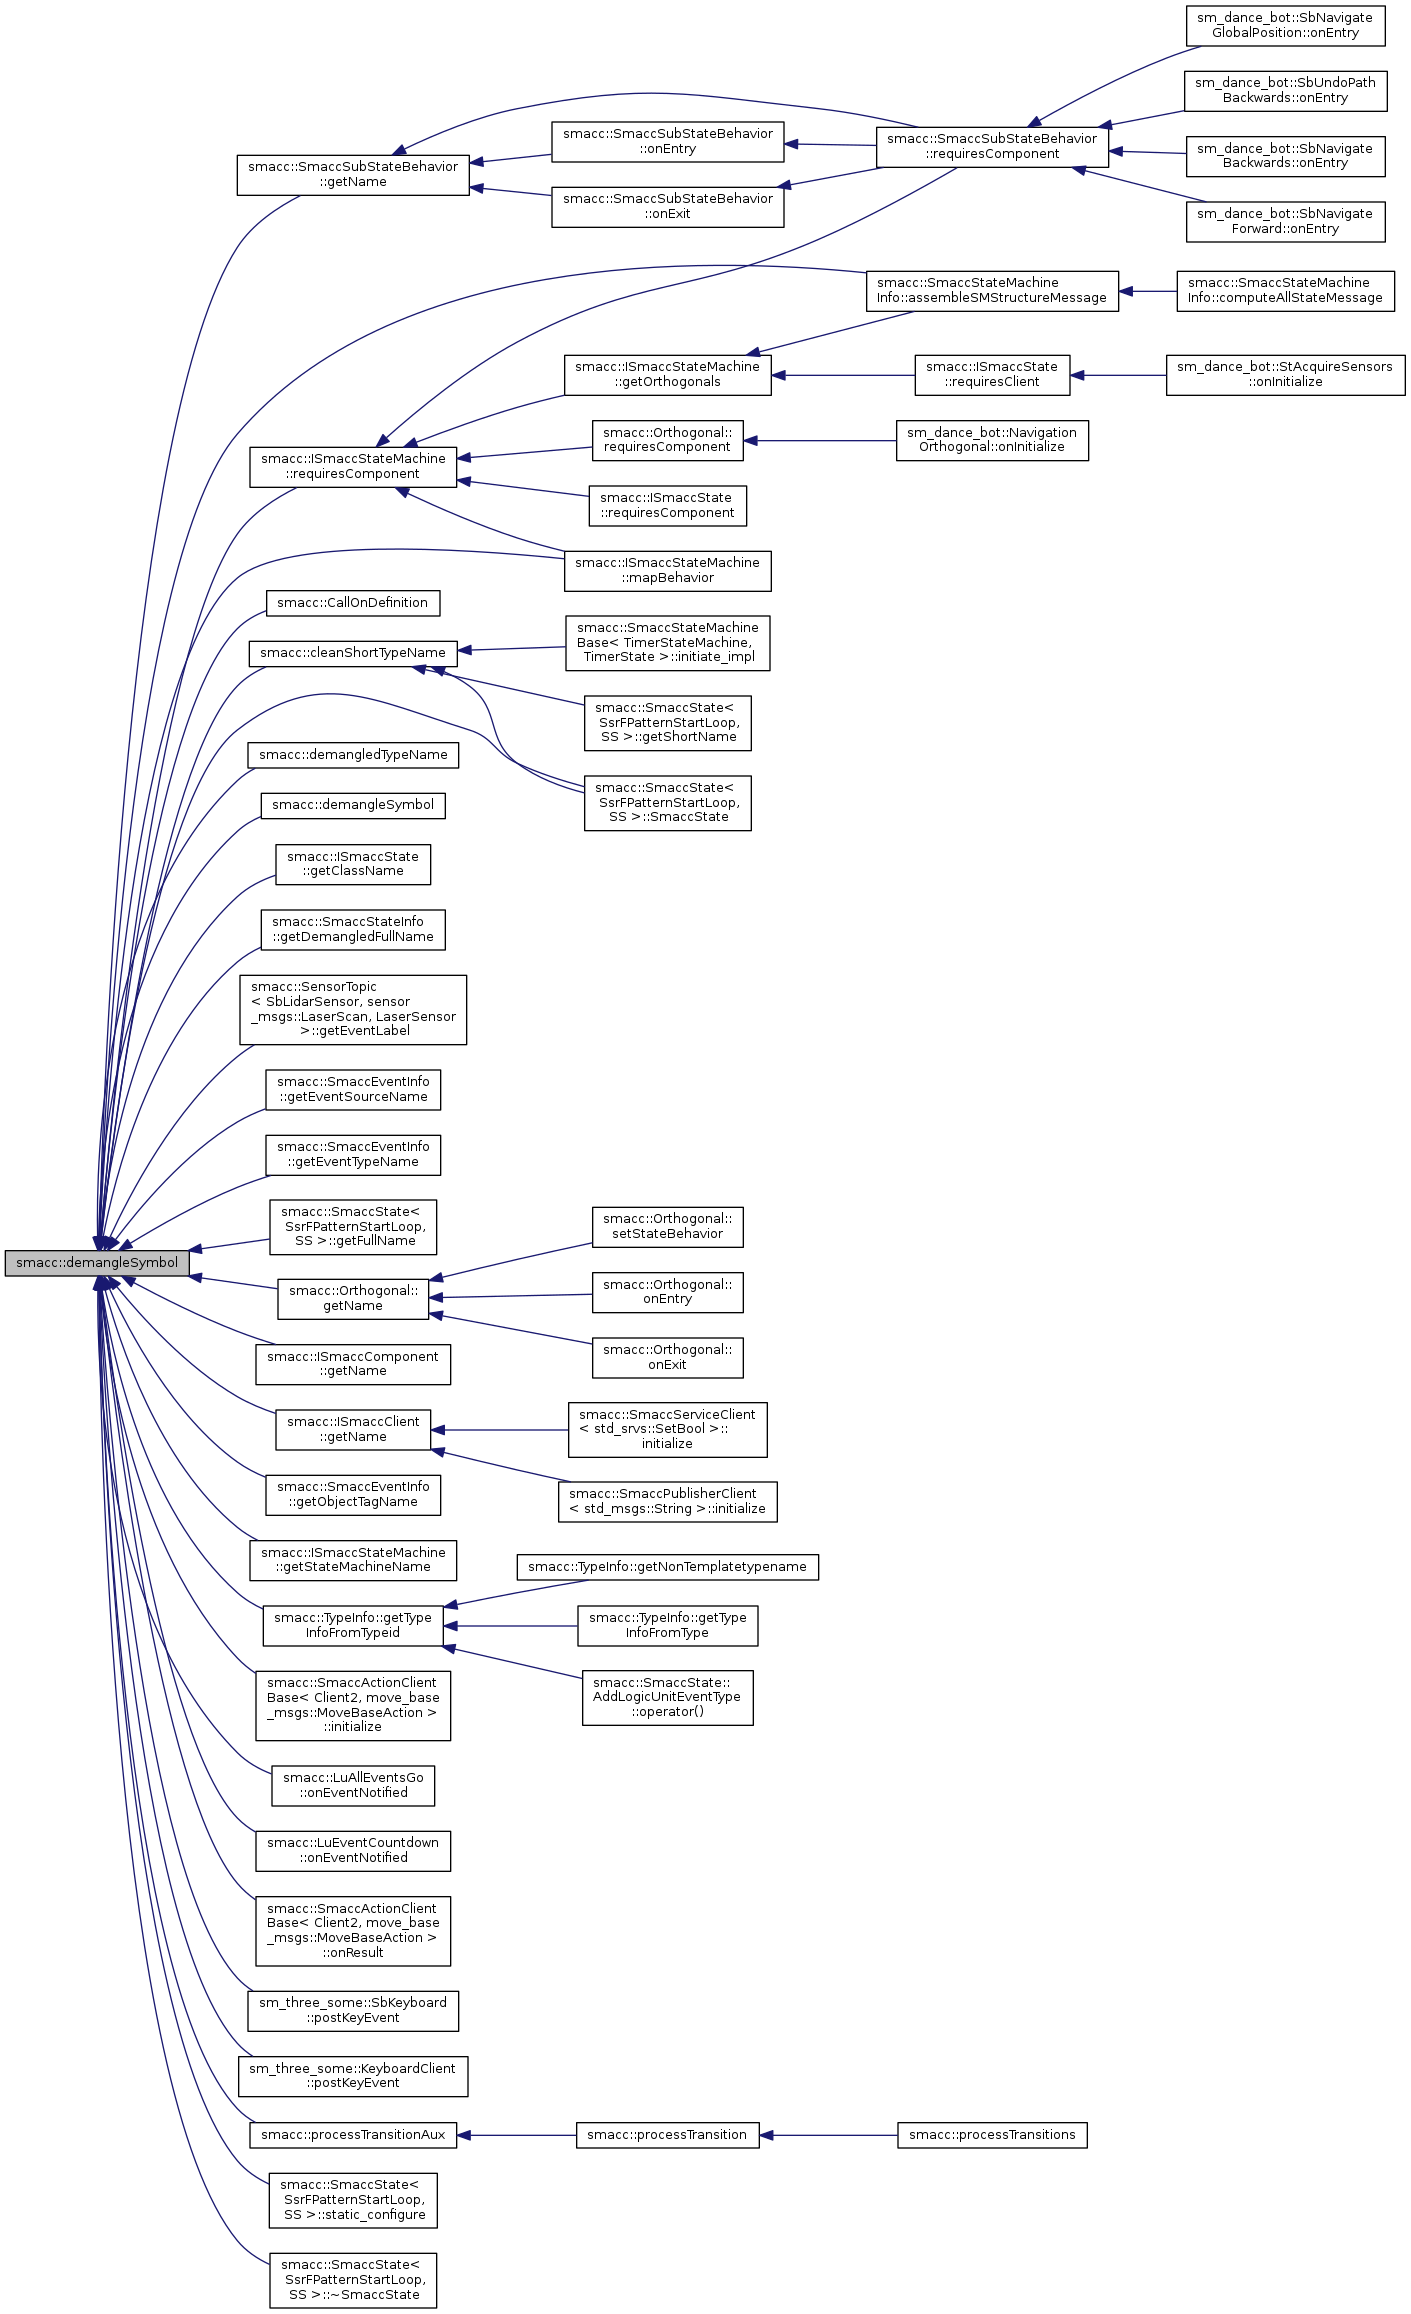 sm_dance_bot::SbNavigate
GlobalPosition::onEntry
sm_dance_bot::SbUndoPath
Backwards::onEntry
smacc::SmaccSubStateBehavior
::onEntry
smacc::SmaccSubStateBehavior
::requiresComponent
sm_dance_bot::SbNavigate
Backwards::onEntry
smacc::SmaccSubStateBehavior
::getName
smacc::SmaccSubStateBehavior
::onExit
sm_dance_bot::SbNavigate
Forward::onEntry
smacc::SmaccStateMachine
Info::assembleSMStructureMessage
smacc::SmaccStateMachine
Info::computeAllStateMessage
smacc::ISmaccStateMachine
::getOrthogonals
smacc::ISmaccState
::requiresClient
sm_dance_bot::StAcquireSensors
::onInitialize
smacc::ISmaccStateMachine
::requiresComponent
smacc::Orthogonal::
requiresComponent
sm_dance_bot::Navigation
Orthogonal::onInitialize
smacc::ISmaccState
::requiresComponent
smacc::ISmaccStateMachine
::mapBehavior
smacc::CallOnDefinition
smacc::cleanShortTypeName
smacc::SmaccStateMachine
Base< TimerStateMachine,
TimerState >::initiate_impl
smacc::SmaccState<
SsrFPatternStartLoop,
SS >::getShortName
smacc::demangledTypeName
smacc::SmaccState<
SsrFPatternStartLoop,
SS >::SmaccState
smacc::demangleSymbol
smacc::ISmaccState
::getClassName
smacc::SmaccStateInfo
::getDemangledFullName
smacc::SensorTopic
< SbLidarSensor, sensor
_msgs::LaserScan, LaserSensor
>::getEventLabel
smacc::SmaccEventInfo
::getEventSourceName
smacc::SmaccEventInfo
::getEventTypeName
smacc::SmaccState<
SsrFPatternStartLoop,
SS >::getFullName
smacc::demangleSymbol
smacc::Orthogonal::
getName
smacc::Orthogonal::
setStateBehavior
smacc::Orthogonal::
onEntry
smacc::Orthogonal::
onExit
smacc::ISmaccComponent
::getName
smacc::ISmaccClient
::getName
smacc::SmaccServiceClient
< std_srvs::SetBool >::
initialize
smacc::SmaccPublisherClient
< std_msgs::String >::initialize
smacc::SmaccEventInfo
::getObjectTagName
smacc::ISmaccStateMachine
::getStateMachineName
smacc::TypeInfo::getNonTemplatetypename
smacc::TypeInfo::getType
InfoFromTypeid
smacc::TypeInfo::getType
InfoFromType
smacc::SmaccState::
AddLogicUnitEventType
::operator()
smacc::SmaccActionClient
Base< Client2, move_base
_msgs::MoveBaseAction >
::initialize
smacc::LuAllEventsGo
::onEventNotified
smacc::LuEventCountdown
::onEventNotified
smacc::SmaccActionClient
Base< Client2, move_base
_msgs::MoveBaseAction >
::onResult
sm_three_some::SbKeyboard
::postKeyEvent
sm_three_some::KeyboardClient
::postKeyEvent
smacc::processTransitionAux
smacc::processTransition
smacc::processTransitions
smacc::SmaccState<
SsrFPatternStartLoop,
SS >::static_configure
smacc::SmaccState<
SsrFPatternStartLoop,
SS >::~SmaccState